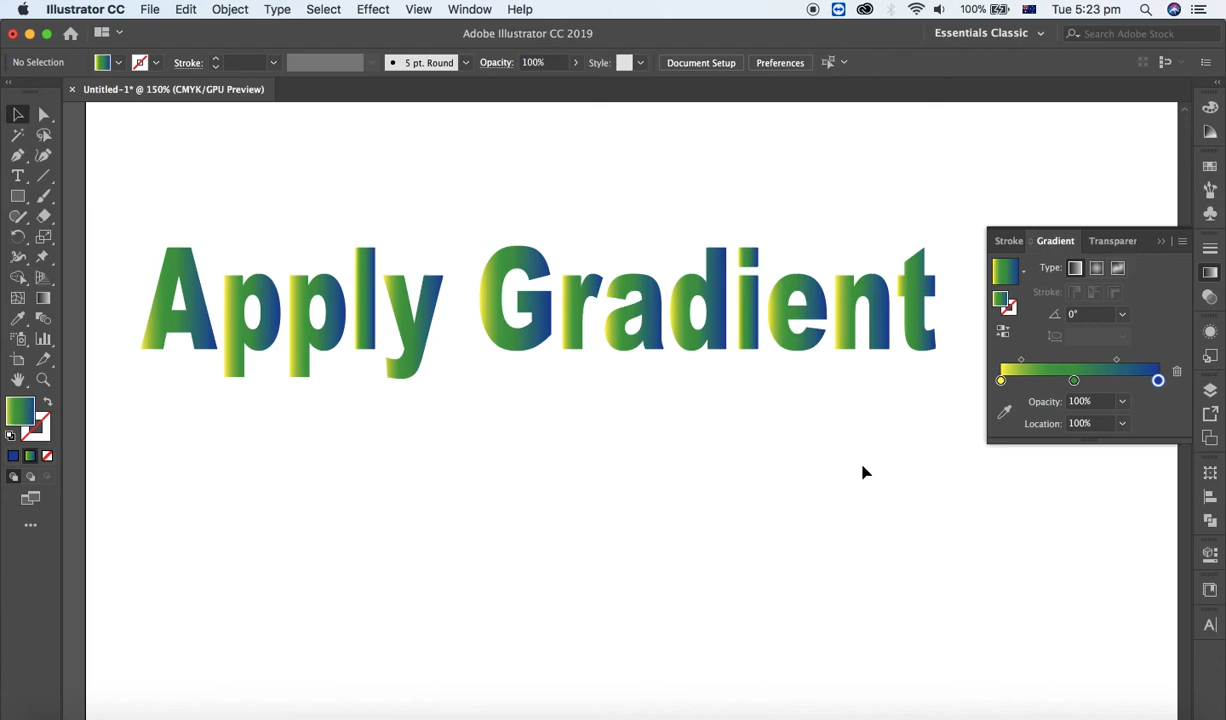 Illustrator CC File Edit Object Type Select Effect View Window Help 100% Tue 5:23 pm
Adobe Illustrator CC 2019 Essentials Classic Search Adobe Stock
No Selection Stroke: 5 pt. Round Opacity: 100% Style: Document Setup Preferences
Untitled-1* @ 150% (CMYK/GPU Preview)
Apply Gradient
Stroke Gradient Transparer
Type:
Stroke:
0°
Opacity: 100%
Location: 100%